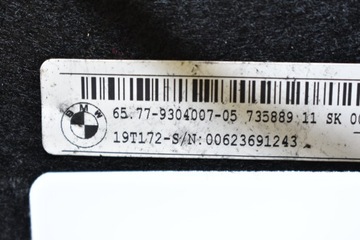 BMW
65.77-9304007-05 735889 11 SK 00
19T172-S/N:00623691243